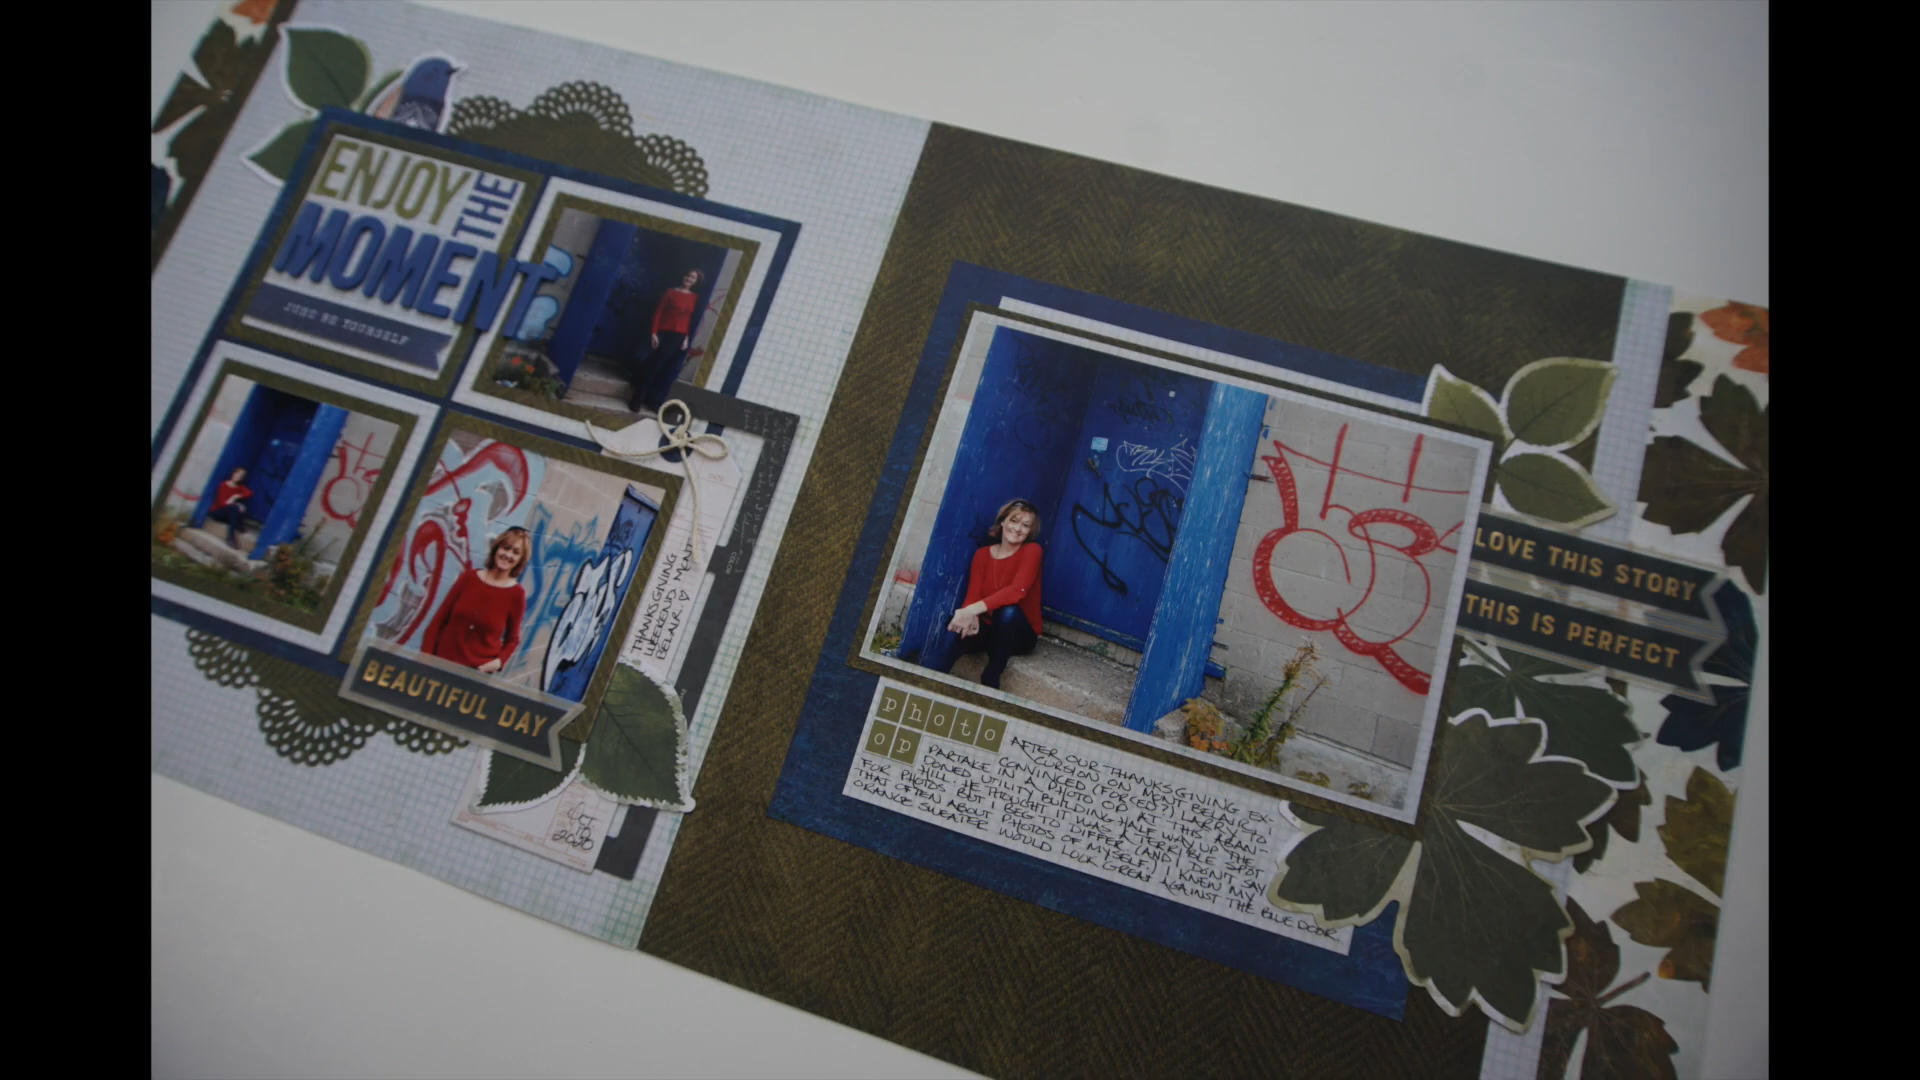 ENJOY
THE
MOMENT
JUST BE YOURSELF
THANKSGIVING
WEEKEND MONT
BELAIR. ♡
BEAUTIFUL DAY
OCT
2020
LOVE THIS STORY
THIS IS PERFECT
photo
op
AFTER OUR THANKSGIVING EX-
CURSION ON MONT BELAIR, I
CONVINCED (FORCED?) LARRY TO
PARTAKE IN A PHOTO OP AT THIS ABAN-
DONED UTILITY BUILDING HALF WAY UP THE
HILL. HE THOUGHT IT WAS A TERRIBLE SPOT
FOR PHOTOS BUT I BEG TO DIFFER. (AND I DON'T SAY
THAT OFTEN ABOUT PHOTOS OF MYSELF!) I KNEW MY
ORANGE SWEATER WOULD LOOK GREAT AGAINST THE BLUE DOOR.